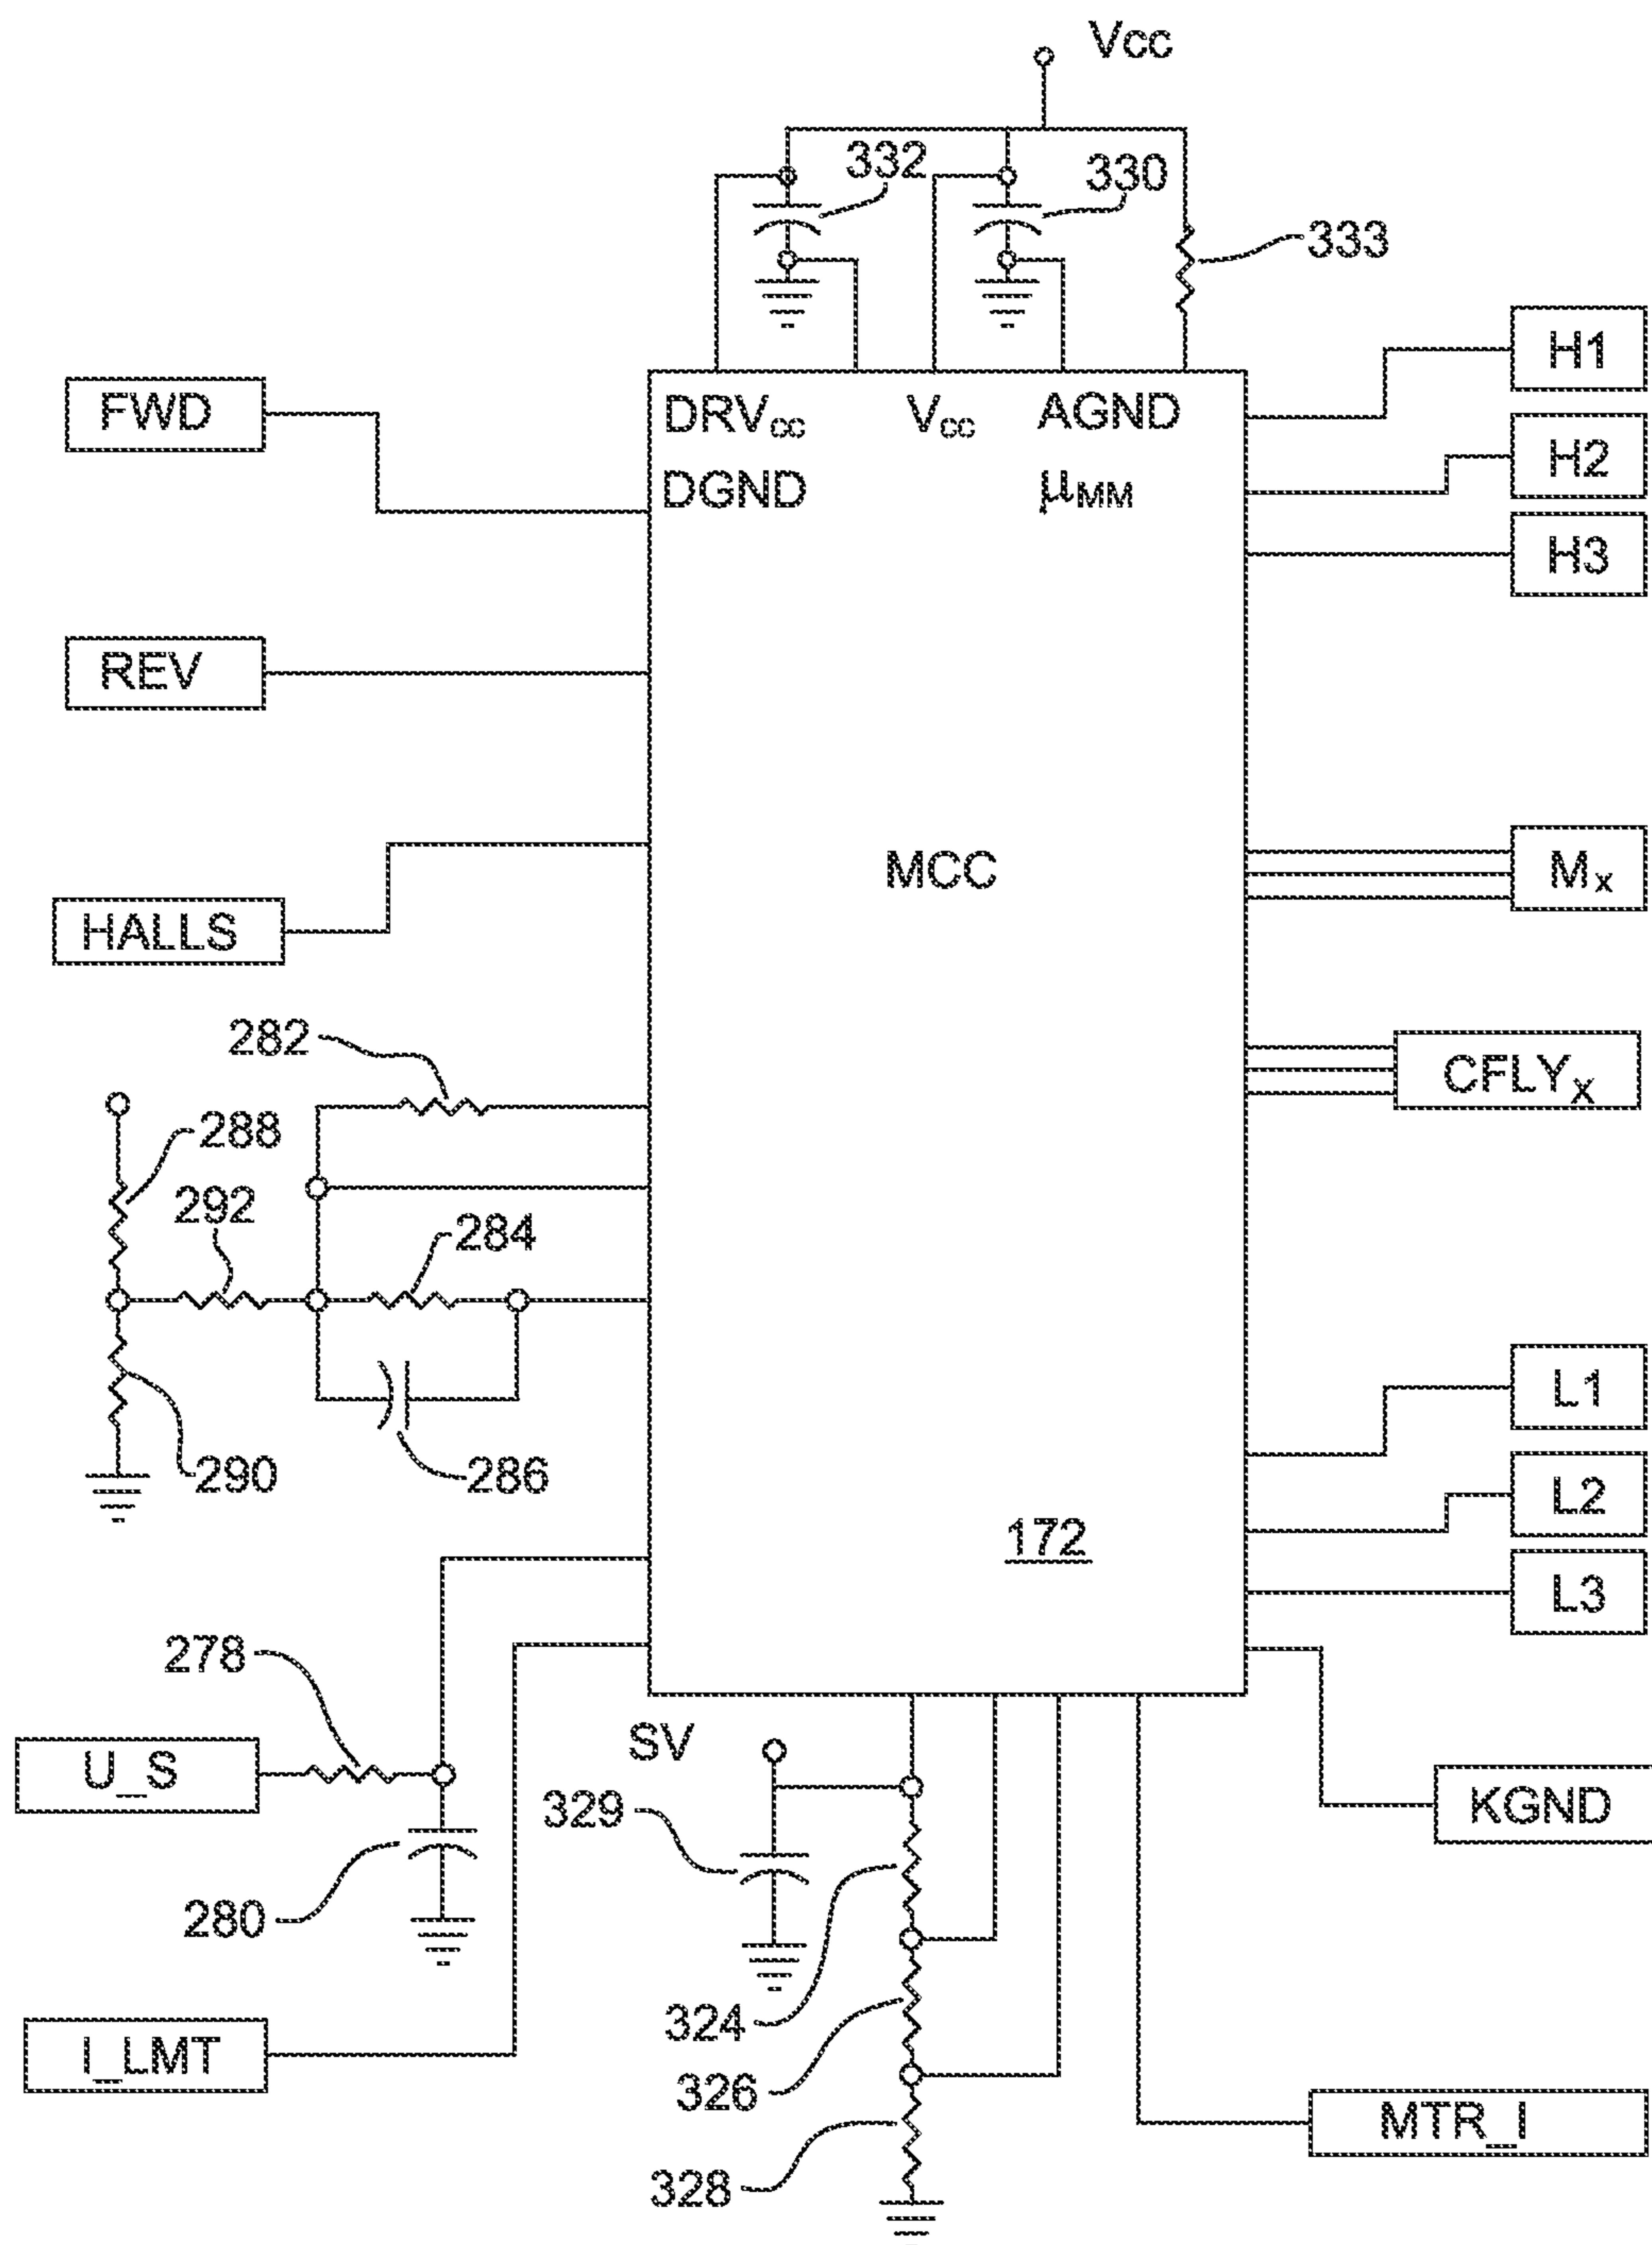 Vcc
332
330
333
H1
FWD
DRVcc
Vcc
AGND
H2
DGND
µMM
H3
REV
MCC
Mx
HALLS
282
CFLYX
288
292
284
L1
290
286
L2
172
L3
278
SV
U_S
KGND
329
280
324
I_LMT
326
MTR_I
328